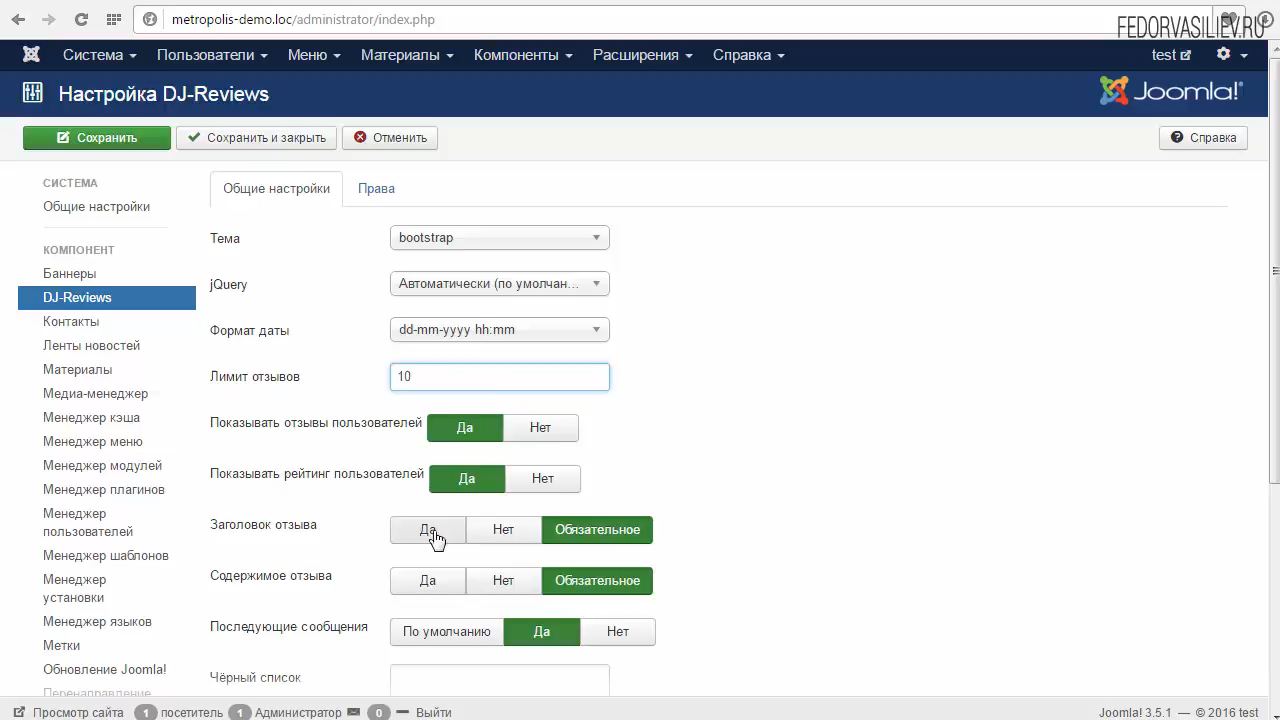 metropolis-demo.loc/administrator/index.php
FEDORVASILIEV.RU
Система Пользователи Меню Материалы Компоненты Расширения Справка test
Настройка DJ-Reviews
Joomla!
Сохранить Сохранить и закрыть Отменить Справка
СИСТЕМА
Общие настройки
КОМПОНЕНТ
Баннеры
DJ-Reviews
Контакты
Ленты новостей
Материалы
Медиа-менеджер
Менеджер кэша
Менеджер меню
Менеджер модулей
Менеджер плагинов
Менеджер
пользователей
Менеджер шаблонов
Менеджер
установки
Менеджер языков
Метки
Обновление Joomla!
Перенаправление
Общие настройки Права
Тема bootstrap
jQuery Автоматически (по умолчан...
Формат даты dd-mm-yyyy hh:mm
Лимит отзывов 10
Показывать отзывы пользователей Да Нет
Показывать рейтинг пользователей Да Нет
Заголовок отзыва Да Нет Обязательное
Содержимое отзыва Да Нет Обязательное
Последующие сообщения По умолчанию Да Нет
Чёрный список
Просмотр сайта 1 посетитель 1 Администратор 0 Выйти
Joomla! 3.5.1 — © 2016 test